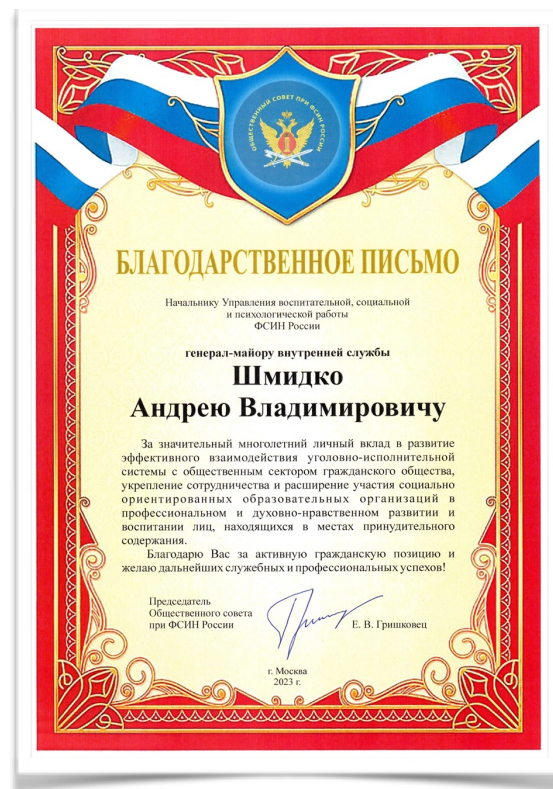 ОБЩЕСТВЕННЫЙ СОВЕТ ПРИ ФСИН РОССИИ
БЛАГОДАРСТВЕННОЕ ПИСЬМО
Начальнику Управления воспитательной, социальной
и психологической работы
ФСИН России
генерал-майору внутренней службы
Шмидко
Андрею Владимировичу
За значительный многолетний личный вклад в развитие
эффективного взаимодействия уголовно-исполнительной
системы с общественным сектором гражданского общества,
укрепление сотрудничества и расширение участия социально
ориентированных образовательных организаций в
профессиональном и духовно-нравственном развитии и
воспитании лиц, находящихся в местах принудительного
содержания.
Благодарю Вас за активную гражданскую позицию и
желаю дальнейших служебных и профессиональных успехов!
Председатель
Общественного совета
при ФСИН России
Е. В. Гришковец
г. Москва
2023 г.